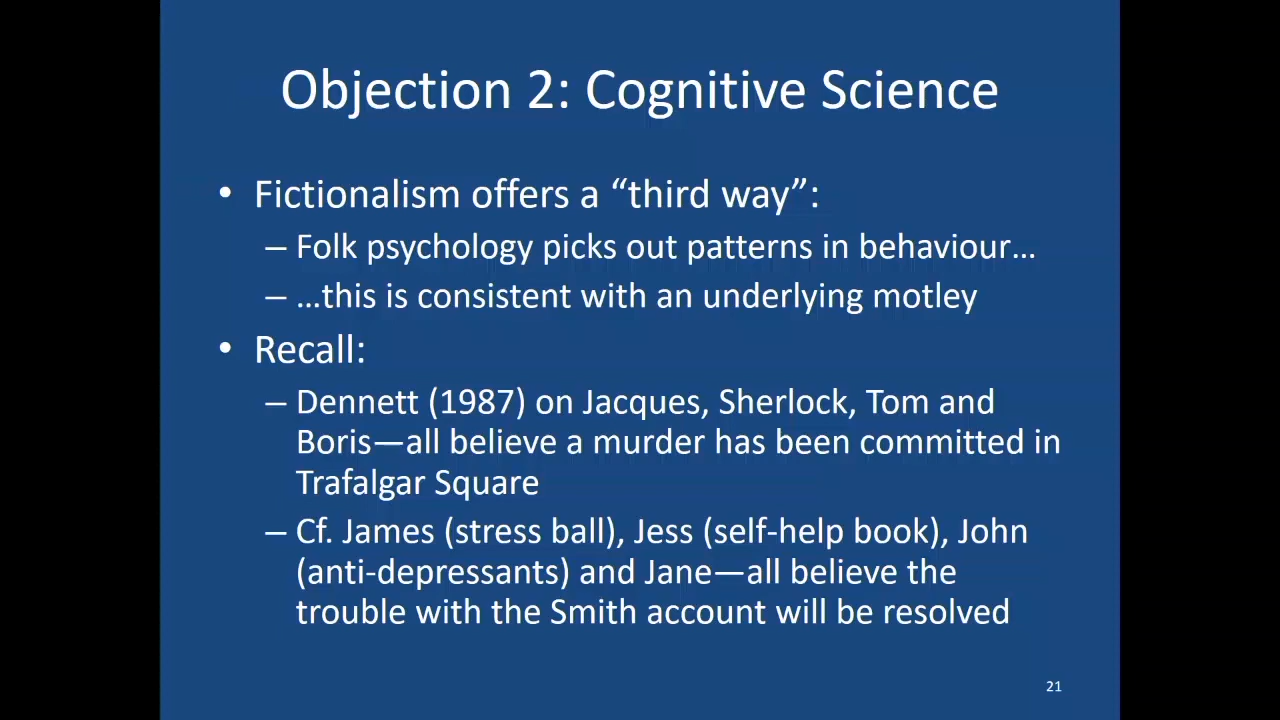 Objection 2: Cognitive Science
• Fictionalism offers a “third way”:
– Folk psychology picks out patterns in behaviour…
– …this is consistent with an underlying motley
• Recall:
– Dennett (1987) on Jacques, Sherlock, Tom and
Boris—all believe a murder has been committed in
Trafalgar Square
– Cf. James (stress ball), Jess (self-help book), John
(anti-depressants) and Jane—all believe the
trouble with the Smith account will be resolved
21